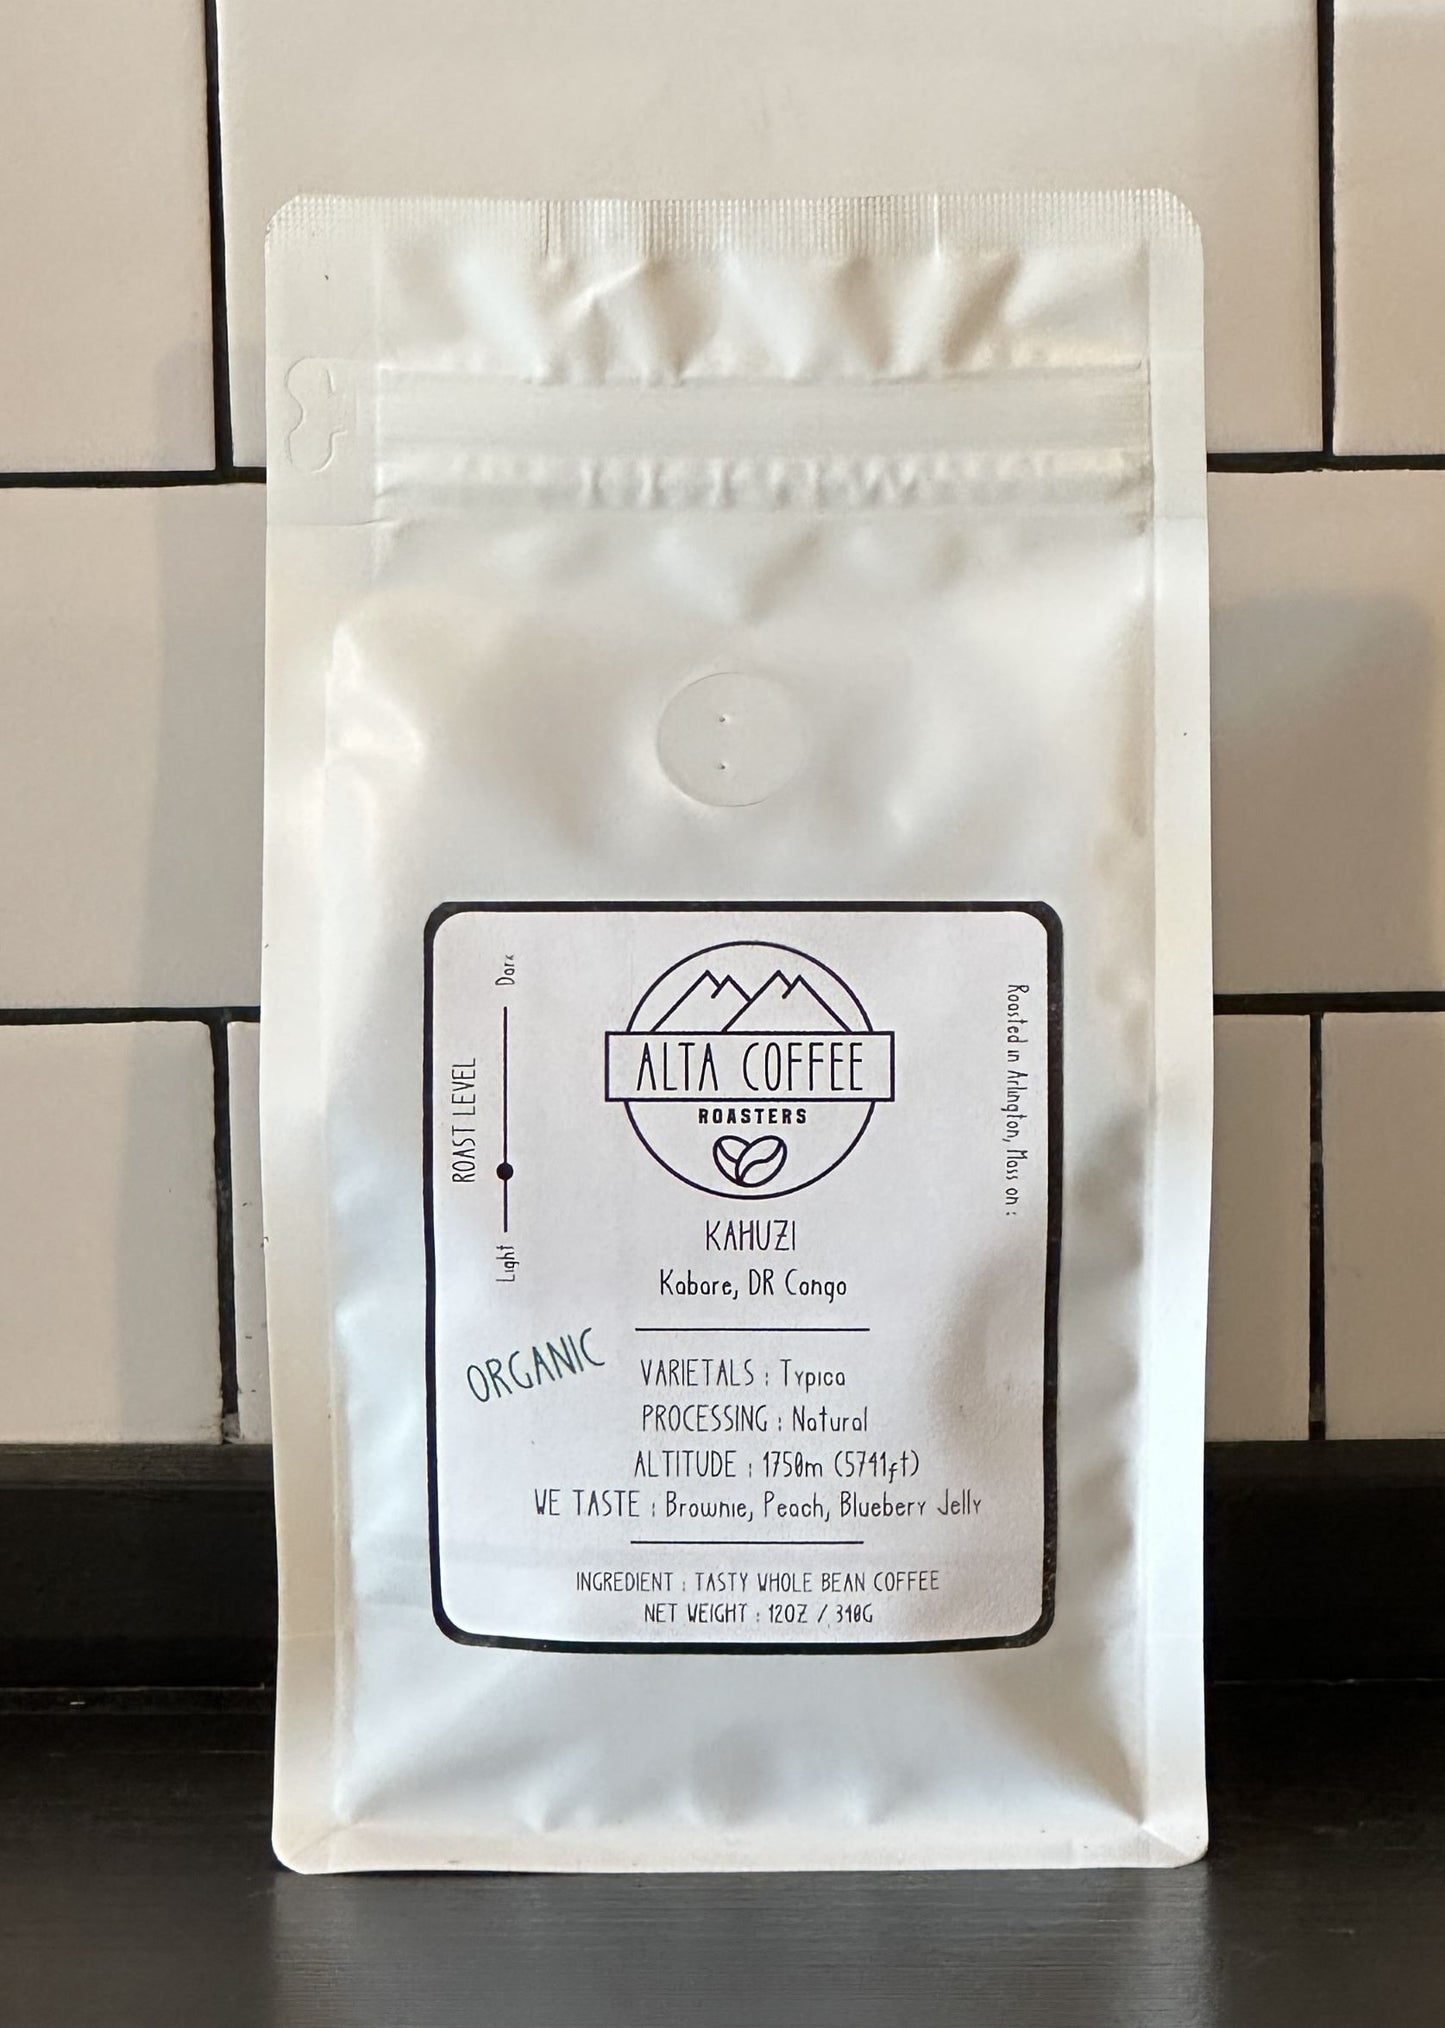 Dark
ROAST LEVEL
Light
ALTA COFFEE
ROASTERS
Roasted in Arlington, Mass on :
KAHUZI
Kabare, DR Congo
ORGANIC
VARIETALS : Typica
PROCESSING : Natural
ALTITUDE : 1750m (5741ft)
WE TASTE : Brownie, Peach, Bluebery Jelly
INGREDIENT : TASTY WHOLE BEAN COFFEE
NET WEIGHT : 12OZ / 340G